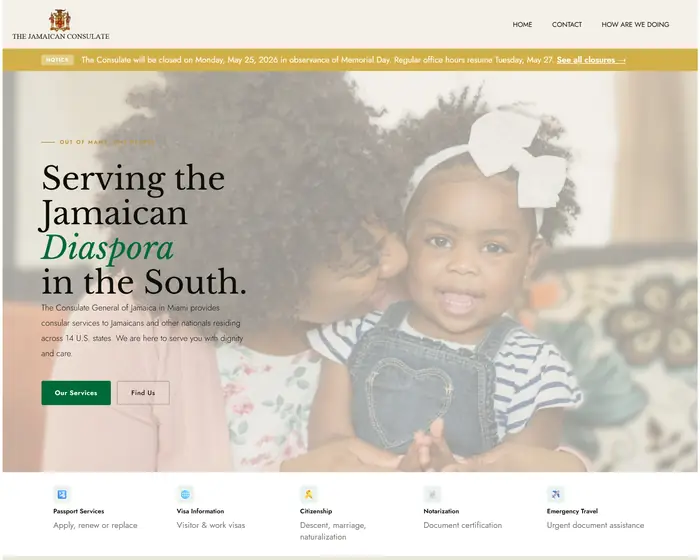 THE JAMAICAN CONSULATE
HOME
CONTACT
HOW ARE WE DOING
NOTICE
The Consulate will be closed on Monday, May 25, 2026 in observance of Memorial Day. Regular office hours resume Tuesday, May 27. See all closures →
OUT OF MANY,
Serving the
Jamaican
Diaspora
in the South.
The Consulate General of Jamaica in Miami provides
consular services to Jamaicans and other nationals residing
across 14 U.S. states. We are here to serve you with dignity
and care.
Our Services
Find Us
Passport Services
Apply, renew or replace
Visa Information
Visitor & work visas
Citizenship
Descent, marriage,
naturalization
Notarization
Document certification
Emergency Travel
Urgent document assistance